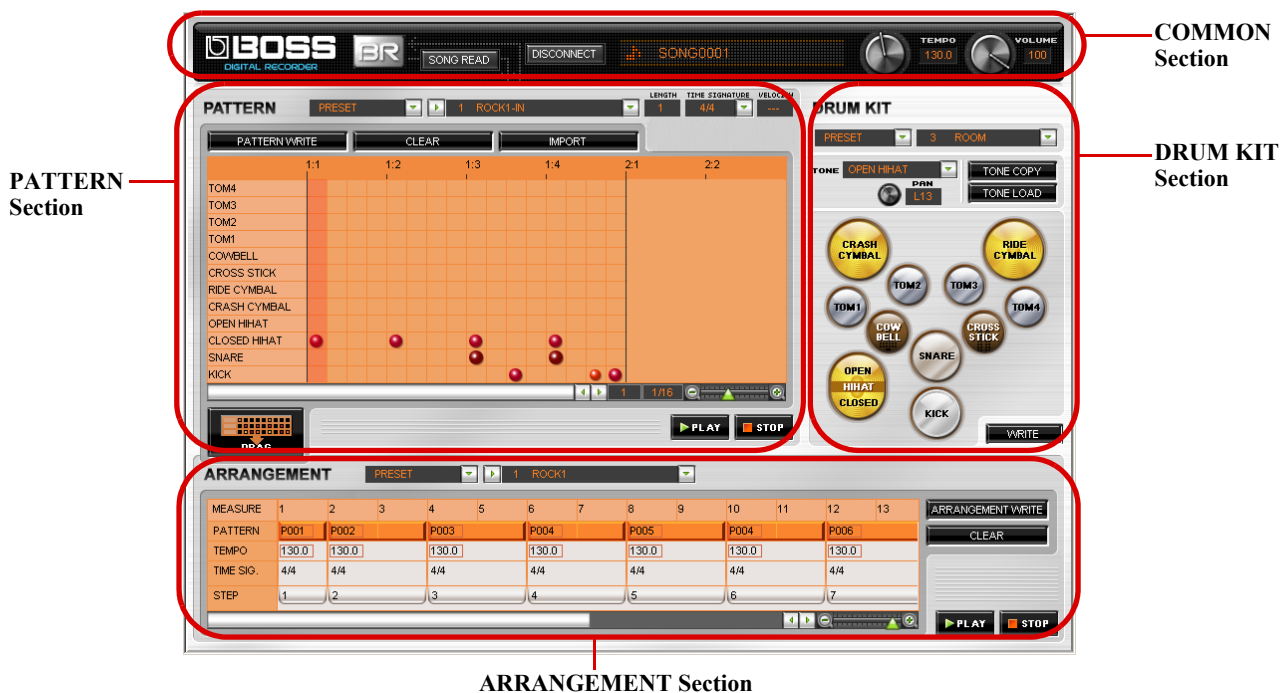 BOSS
DIGITAL RECORDER
BR
SONG READ
DISCONNECT
SONG0001
TEMPO
130.0
VOLUME
100
COMMON
Section
PATTERN
PRESET
1 ROCK1-IN
LENGTH
1
TIME SIGNATURE
4/4
VELOCITY
---
PATTERN WRITE
CLEAR
IMPORT
1:1 1:2 1:3 1:4 2:1 2:2
TOM4
TOM3
TOM2
TOM1
COWBELL
CROSS STICK
RIDE CYMBAL
CRASH CYMBAL
OPEN HIHAT
CLOSED HIHAT
SNARE
KICK
1 1/16
DRAG
PLAY
STOP
PATTERN
Section
DRUM KIT
PRESET
3 ROOM
TONE
OPEN HIHAT
PAN
L13
TONE COPY
TONE LOAD
CRASH
CYMBAL
RIDE
CYMBAL
TOM2
TOM3
TOM1
TOM4
COW
BELL
CROSS
STICK
SNARE
OPEN
HIHAT
CLOSED
KICK
WRITE
DRUM KIT
Section
ARRANGEMENT
PRESET
1 ROCK1
MEASURE 1 2 3 4 5 6 7 8 9 10 11 12 13
PATTERN P001 P002 P003 P004 P005 P004 P006
TEMPO 130.0 130.0 130.0 130.0 130.0 130.0 130.0
TIME SIG. 4/4 4/4 4/4 4/4 4/4 4/4 4/4
STEP 1 2 3 4 5 6 7
ARRANGEMENT WRITE
CLEAR
PLAY
STOP
ARRANGEMENT Section